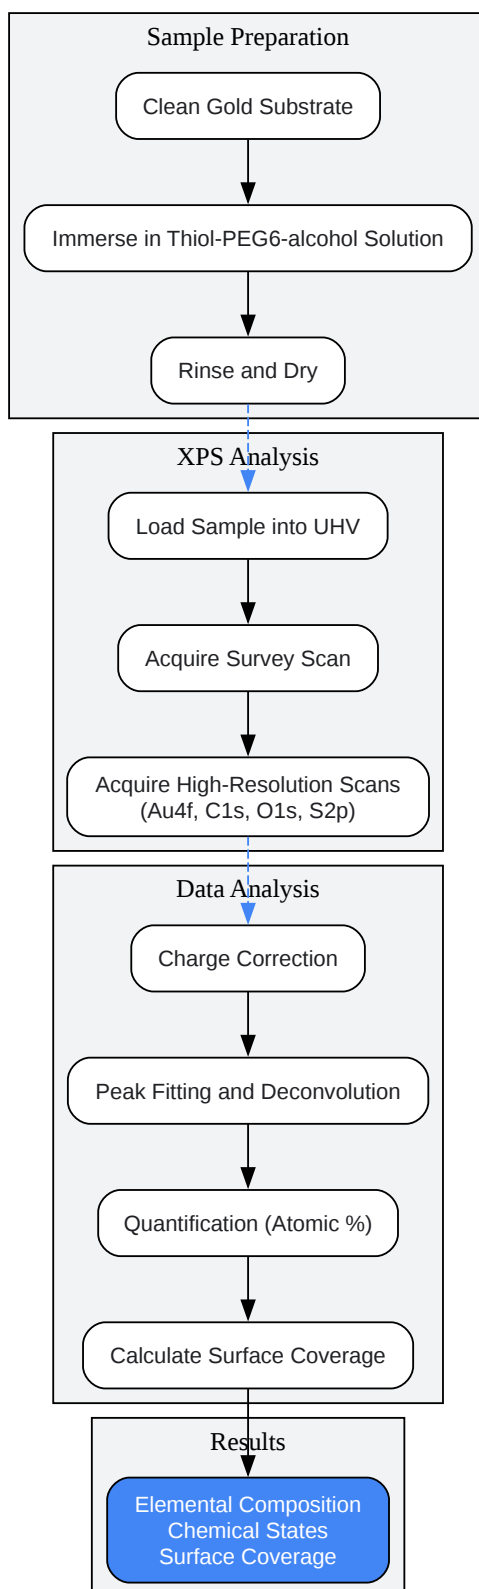 Sample Preparation
Clean Gold Substrate
Immerse in Thiol-PEG6-alcohol Solution
Rinse and Dry
XPS Analysis
Load Sample into UHV
Acquire Survey Scan
Acquire High-Resolution Scans
(Au4f, C1s, O1s, S2p)
Data Analysis
Charge Correction
Peak Fitting and Deconvolution
Quantification (Atomic %)
Calculate Surface Coverage
Results
Elemental Composition
Chemical States
Surface Coverage